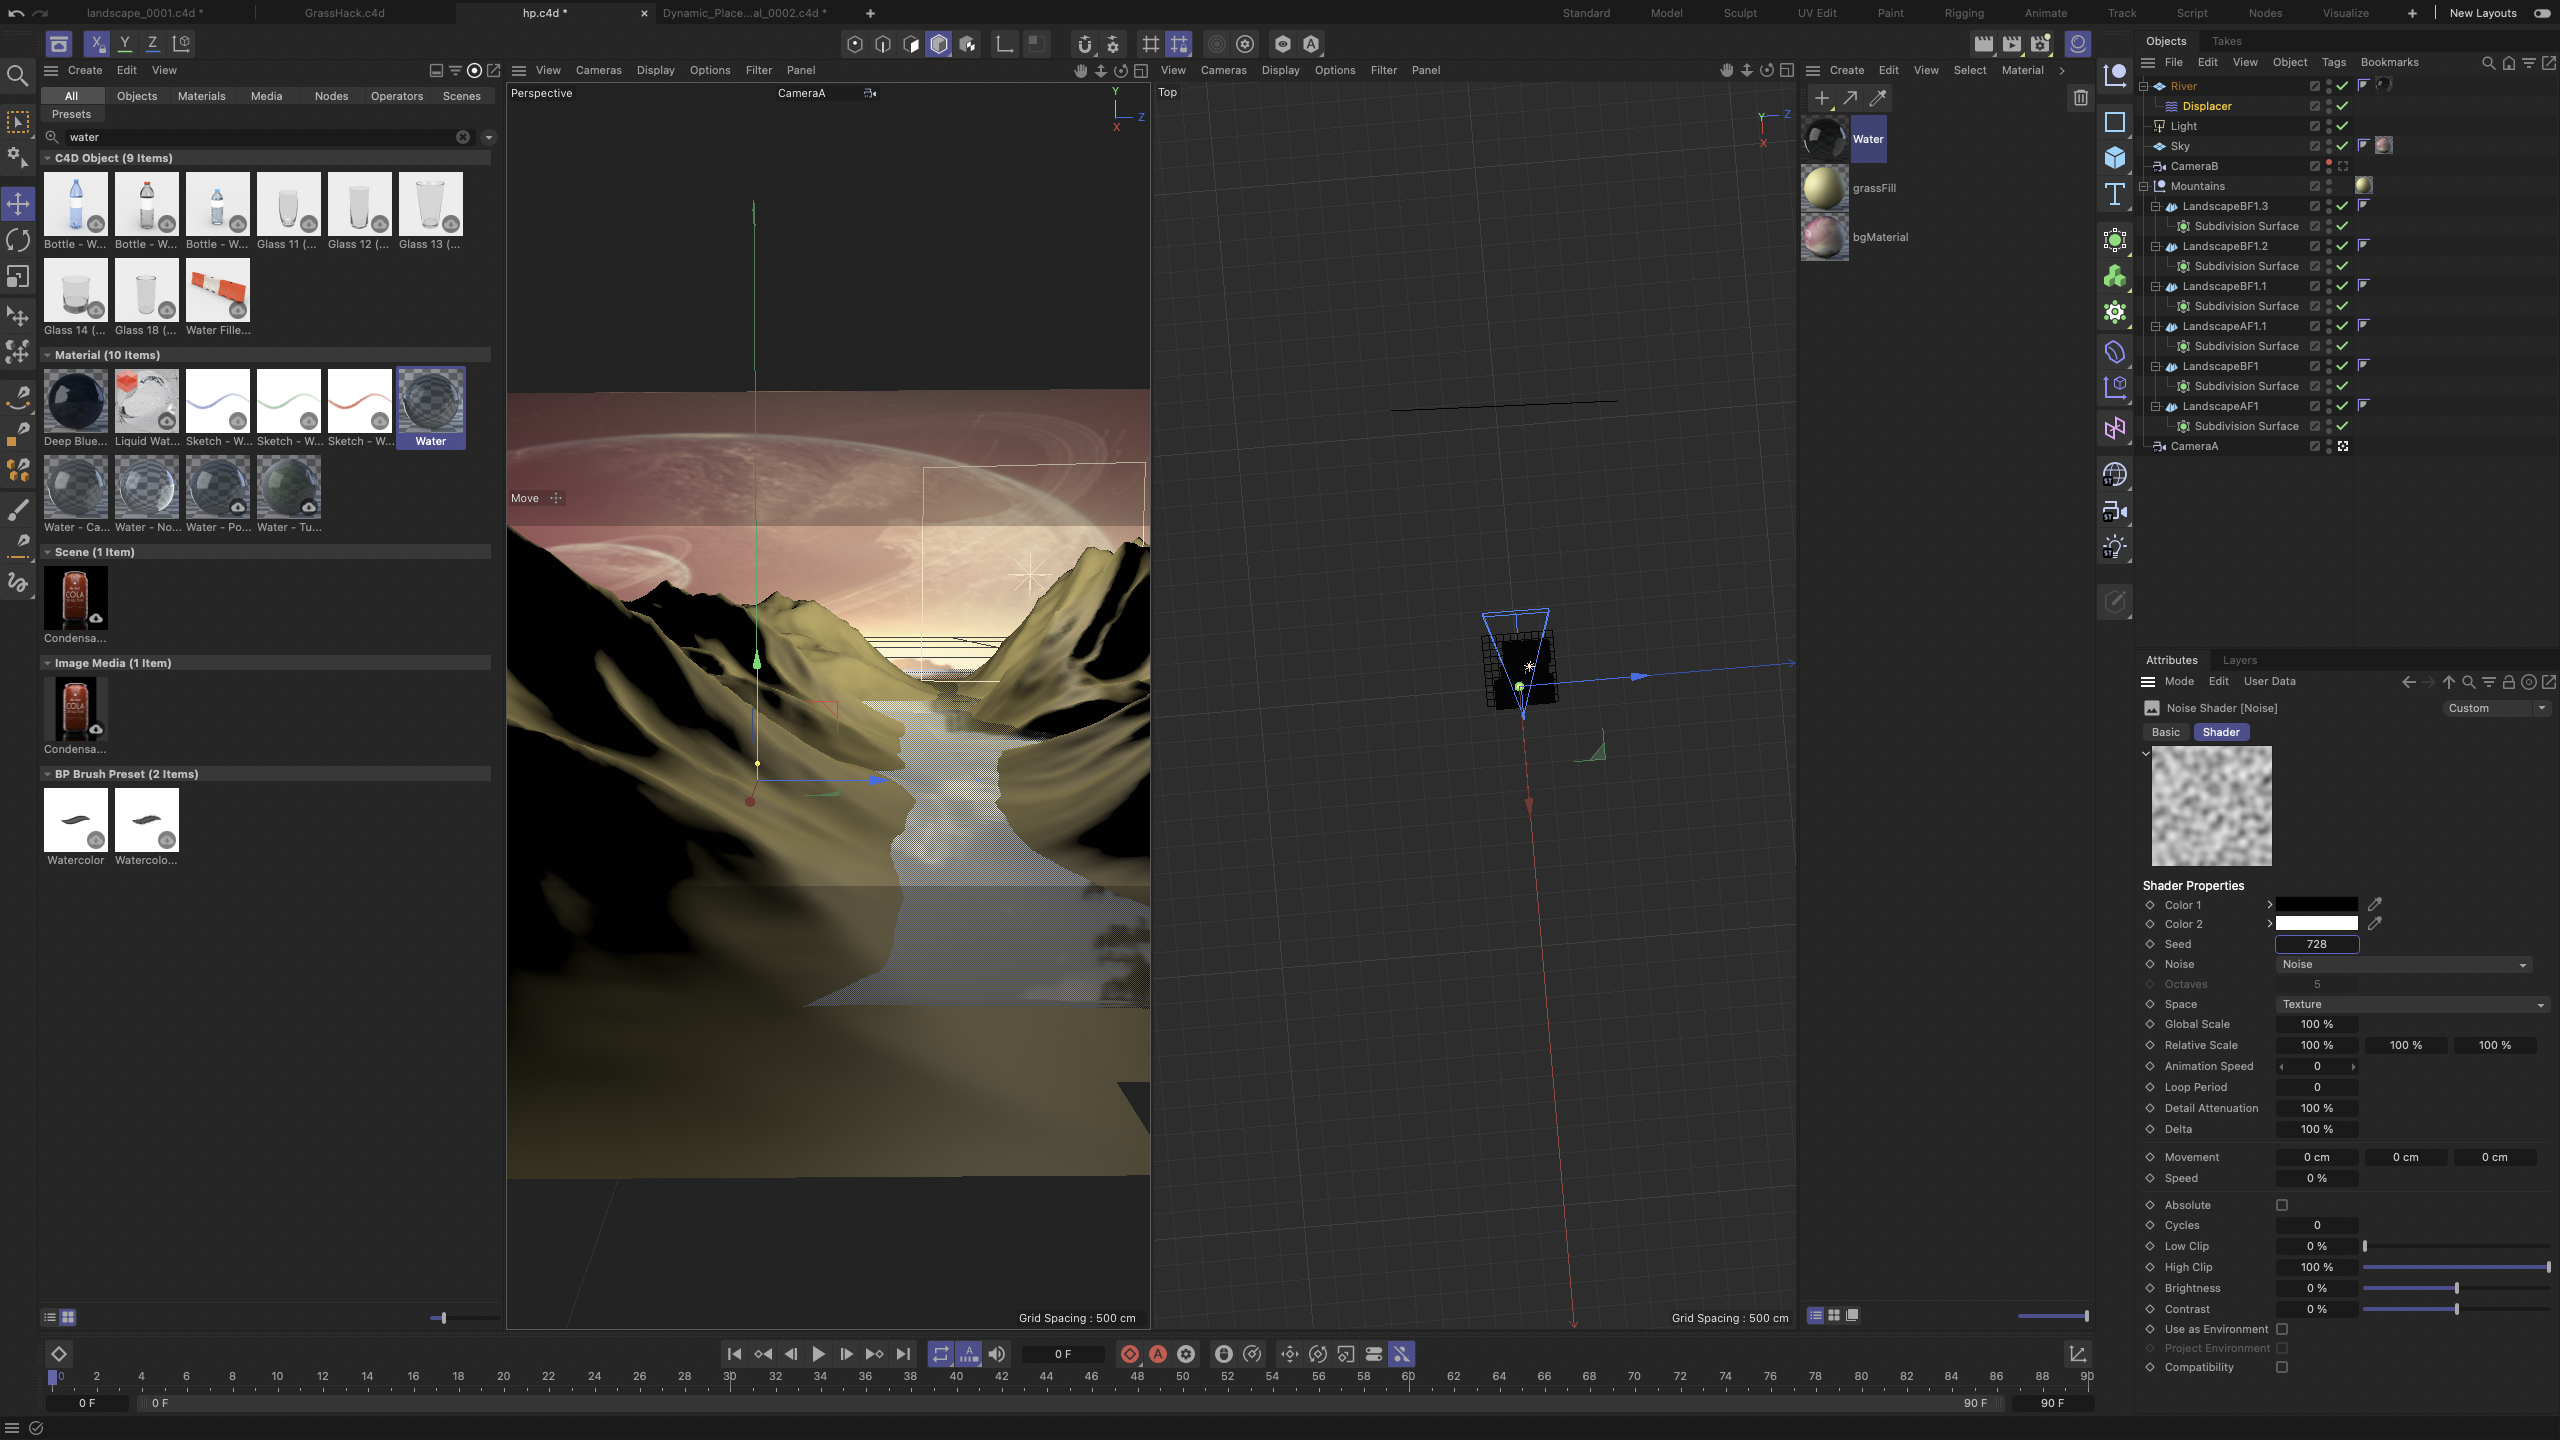 landscape_0001.c4d *
GrassHack.c4d
hp.c4d *
Dynamic_Place...al_0002.c4d *
Standard
Model
Sculpt
UV Edit
Paint
Rigging
Animate
Track
Script
Nodes
Visualize
New Layouts
X Y Z
Create Edit View
All Objects Materials Media Nodes Operators Scenes
Presets
water
C4D Object (9 Items)
Bottle - W... Bottle - W... Bottle - W... Glass 11 (... Glass 12 (... Glass 13 (...
Glass 14 (... Glass 18 (... Water Fille...
Material (10 Items)
Deep Blue... Liquid Wat... Sketch - W... Sketch - W... Sketch - W... Water
Water - Ca... Water - No... Water - Po... Water - Tu...
Scene (1 Item)
COLA
Condensa...
Image Media (1 Item)
COLA
Condensa...
BP Brush Preset (2 Items)
Watercolor Watercolo...
View Cameras Display Options Filter Panel
Perspective
CameraA
Y
Z
X
Move
Grid Spacing : 500 cm
View Cameras Display Options Filter Panel
Top
Y
Z
X
Grid Spacing : 500 cm
Create Edit View Select Material
Water
grassFill
bgMaterial
Objects Takes
File Edit View Object Tags Bookmarks
River
Displacer
Light
Sky
CameraB
Mountains
LandscapeBF1.3
Subdivision Surface
LandscapeBF1.2
Subdivision Surface
LandscapeBF1.1
Subdivision Surface
LandscapeAF1.1
Subdivision Surface
LandscapeBF1
Subdivision Surface
LandscapeAF1
Subdivision Surface
CameraA
Attributes Layers
Mode Edit User Data
Noise Shader [Noise]
Custom
Basic Shader
Shader Properties
Color 1
Color 2
Seed 728
Noise Noise
Octaves 5
Space Texture
Global Scale 100 %
Relative Scale 100 % 100 % 100 %
Animation Speed 0
Loop Period 0
Detail Attenuation 100 %
Delta 100 %
Movement 0 cm 0 cm 0 cm
Speed 0 %
Absolute
Cycles 0
Low Clip 0 %
High Clip 100 %
Brightness 0 %
Contrast 0 %
Use as Environment
Project Environment
Compatibility
0 F
0 2 4 6 8 10 12 14 16 18 20 22 24 26 28 30 32 34 36 38 40 42 44 46 48 50 52 54 56 58 60 62 64 66 68 70 72 74 76 78 80 82 84 86 88 90
0 F
0 F
90 F
90 F